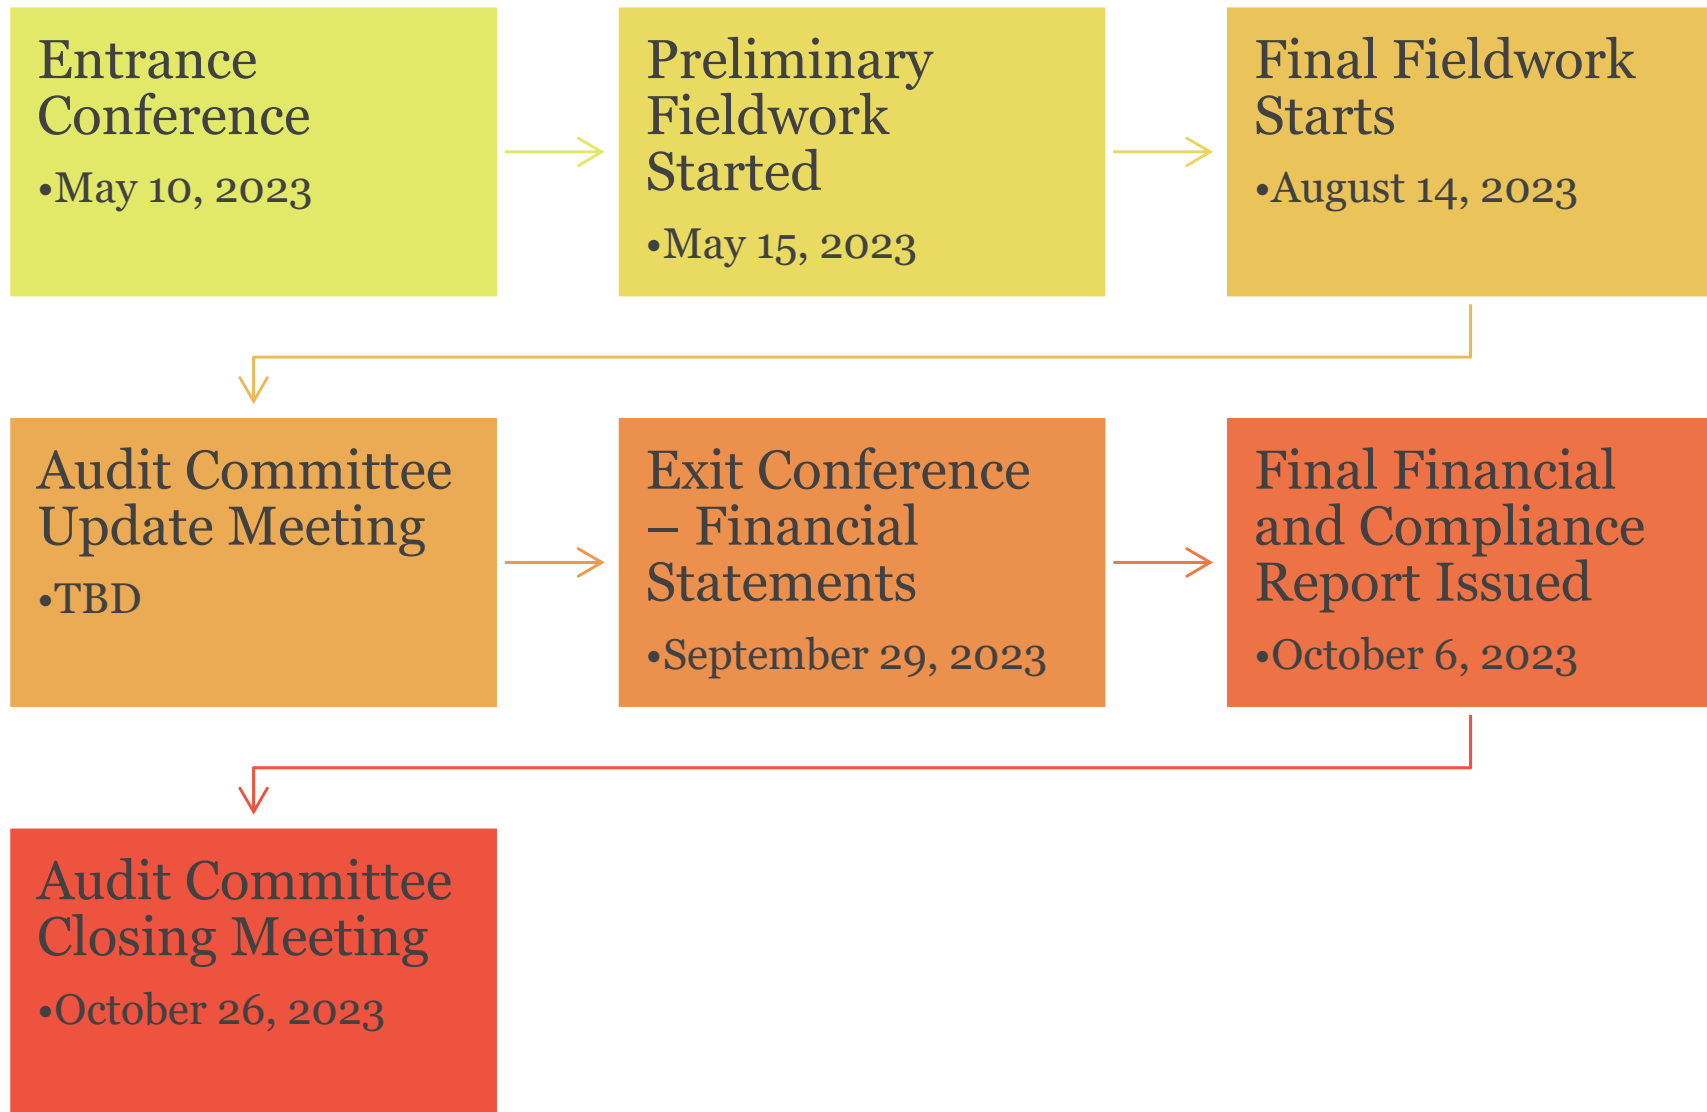 Entrance
Conference
•May 10, 2023
Preliminary
Fieldwork
Started
•May 15, 2023
Final Fieldwork
Starts
•August 14, 2023
Audit Committee
Update Meeting
•TBD
Exit Conference
– Financial
Statements
•September 29, 2023
Final Financial
and Compliance
Report Issued
•October 6, 2023
Audit Committee
Closing Meeting
•October 26, 2023